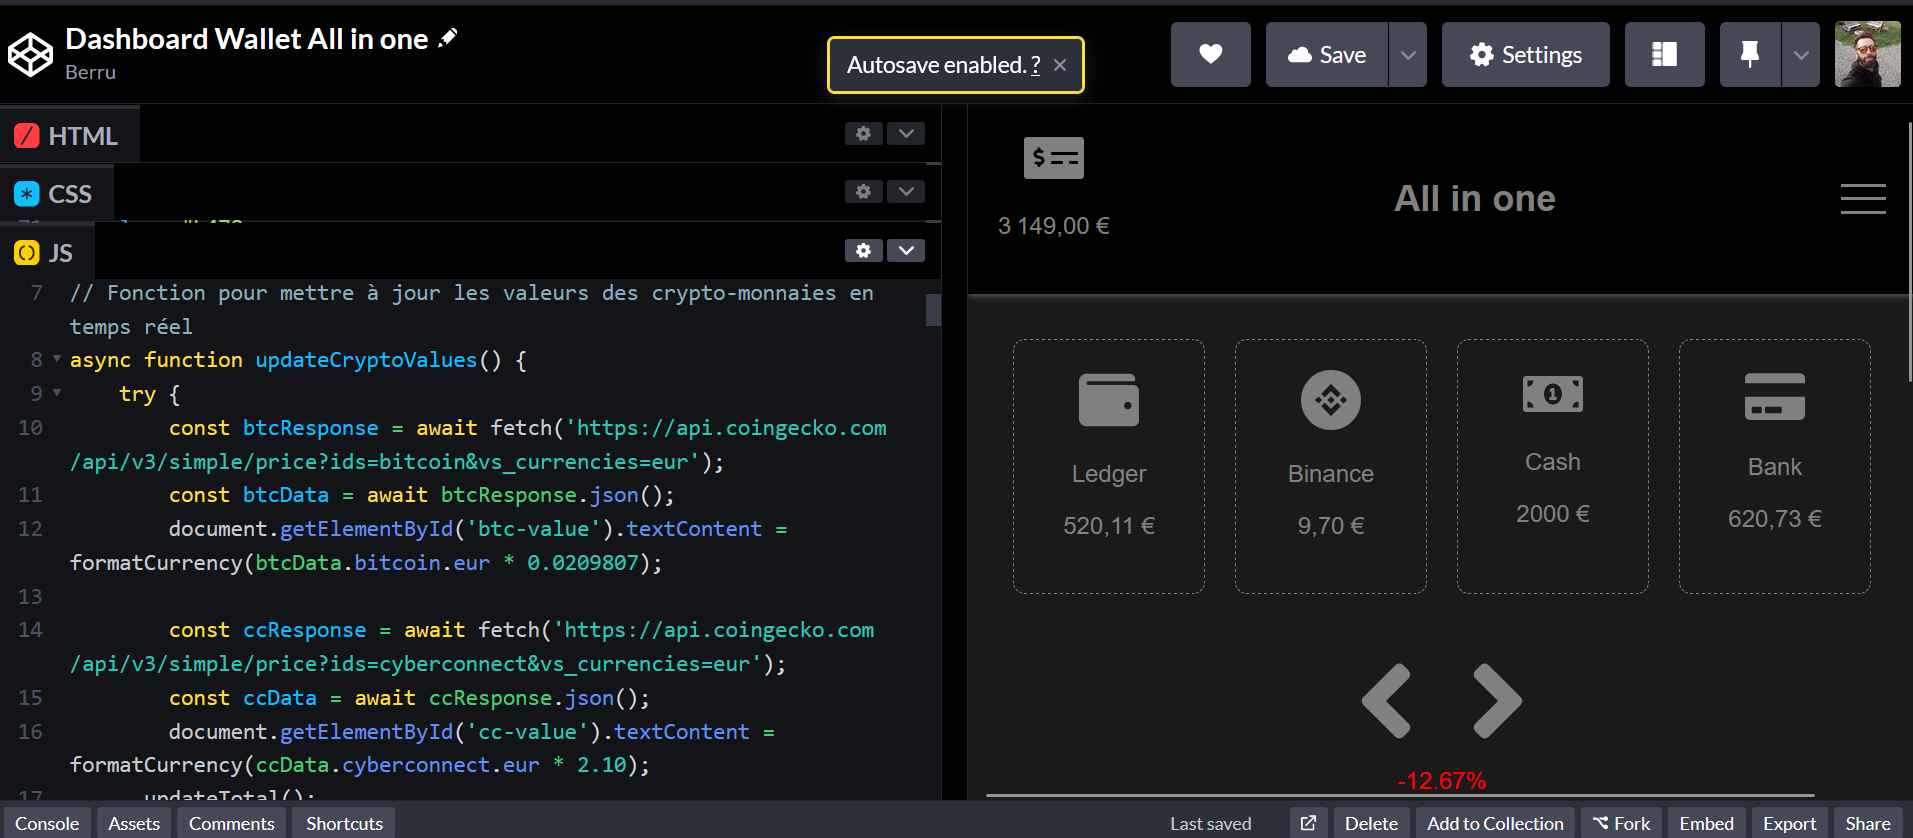 Dashboard Wallet All in one
Berru
Autosave enabled. ? ×
Save
Settings
HTML
CSS
JS
7 // Fonction pour mettre à jour les valeurs des crypto-monnaies en
temps réel
8 async function updateCryptoValues() {
9 try {
10 const btcResponse = await fetch('https://api.coingecko.com
/api/v3/simple/price?ids=bitcoin&vs_currencies=eur');
11 const btcData = await btcResponse.json();
12 document.getElementById('btc-value').textContent =
formatCurrency(btcData.bitcoin.eur * 0.0209807);
13
14 const ccResponse = await fetch('https://api.coingecko.com
/api/v3/simple/price?ids=cyberconnect&vs_currencies=eur');
15 const ccData = await ccResponse.json();
16 document.getElementById('cc-value').textContent =
formatCurrency(ccData.cyberconnect.eur * 2.10);
17 updateTotal();
3 149,00 €
All in one
Ledger
520,11 €
Binance
9,70 €
Cash
2000 €
Bank
620,73 €
-12.67%
Console
Assets
Comments
Shortcuts
Last saved
Delete
Add to Collection
Fork
Embed
Export
Share